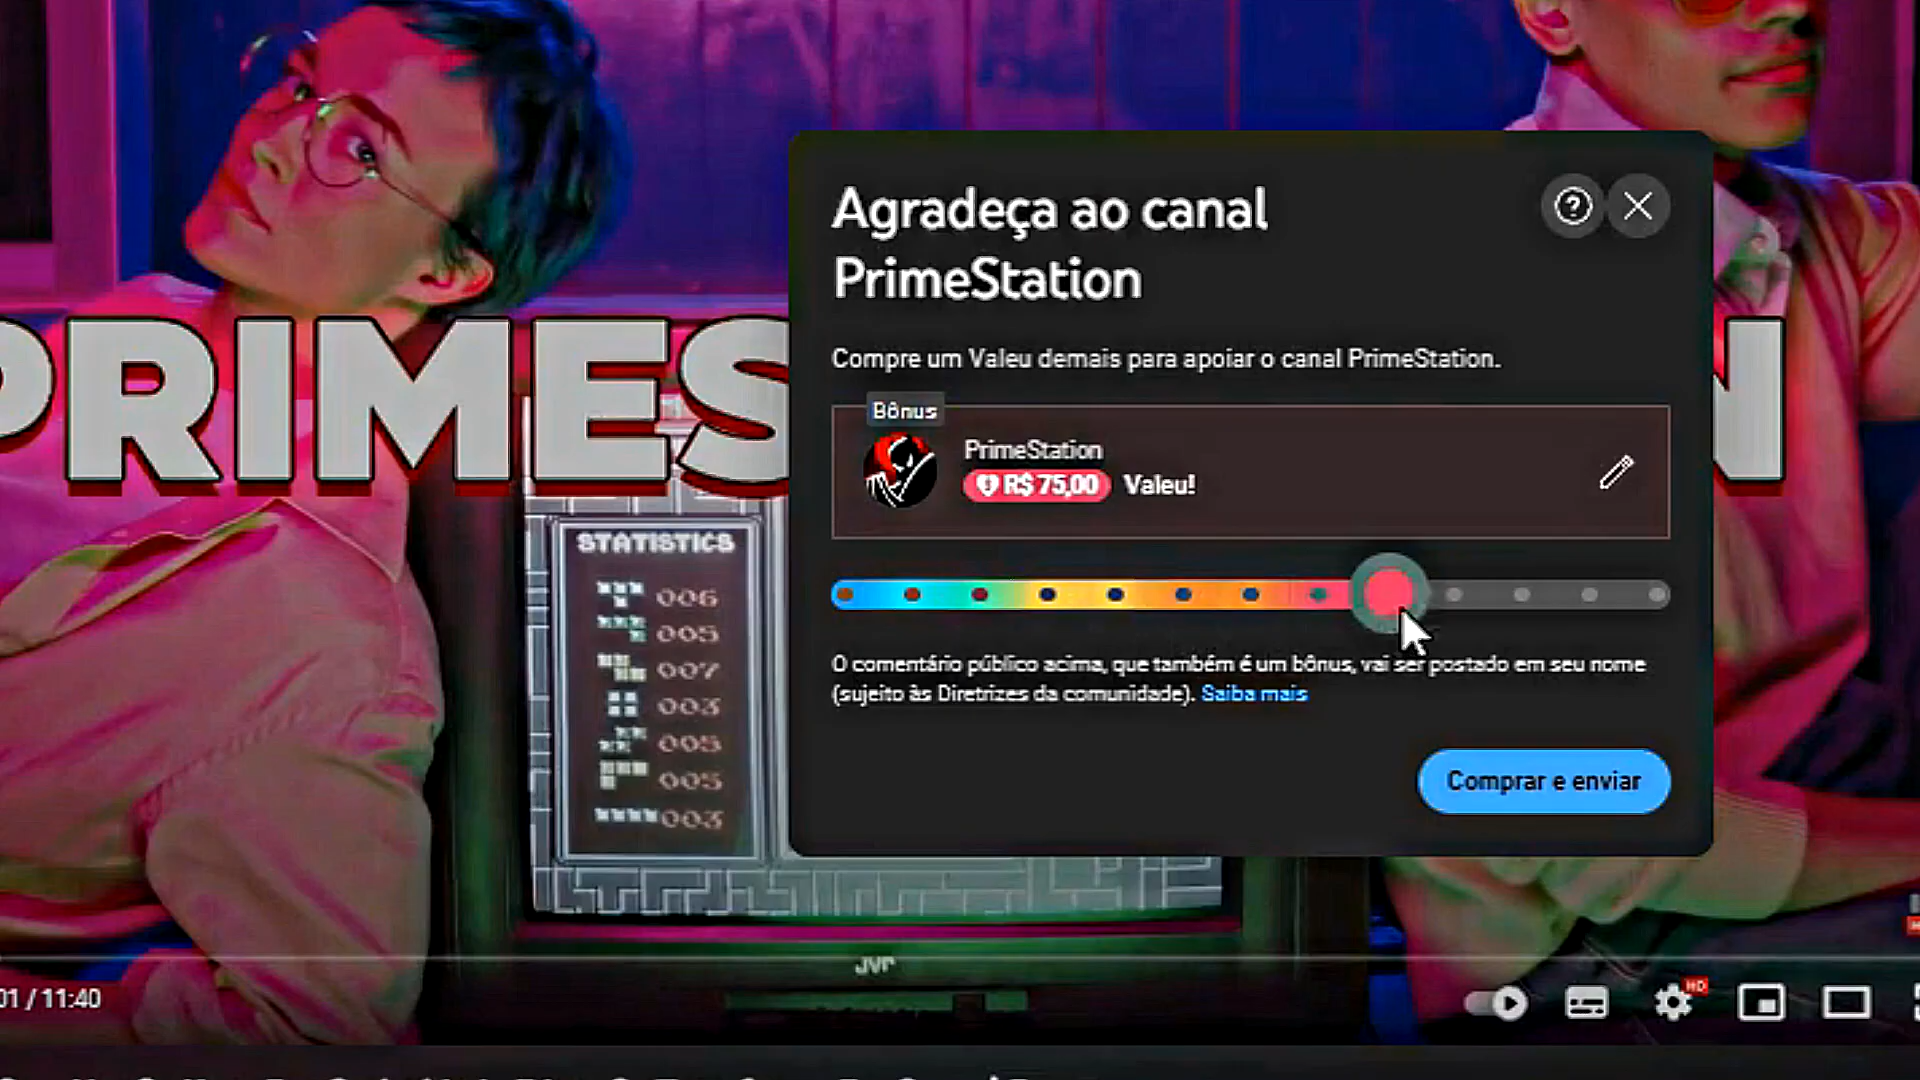 Agradeça ao canal
PrimeStation
Compre um Valeu demais para apoiar o canal PrimeStation.
Bônus
PrimeStation
R$ 75,00 Valeu!
PRIMES
N
STATISTICS
006
005
007
003
005
005
003
O comentário público acima, que também é um bônus, vai ser postado em seu nome
(sujeito às Diretrizes da comunidade). Saiba mais
Comprar e enviar
JVC
01 / 11:40
HD